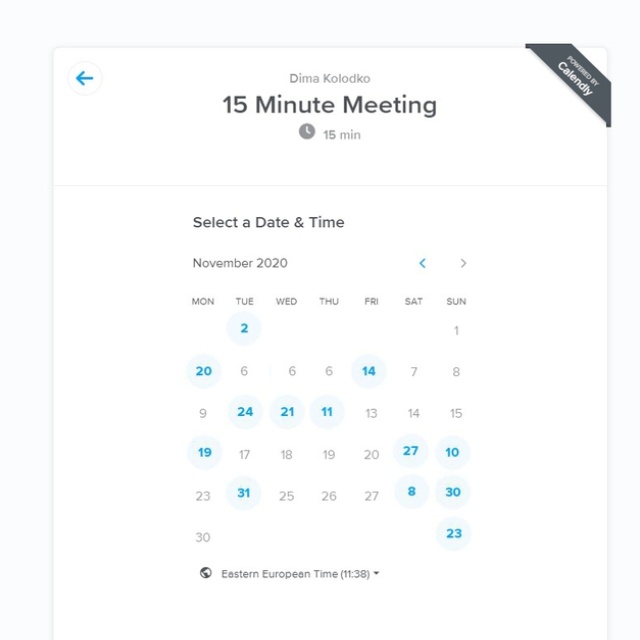 POWERED BY
Calendly
Dima Kolodko
15 Minute Meeting
15 min
Select a Date & Time
November 2020
MON TUE WED THU FRI SAT SUN
2 1
20 6 6 6 14 7 8
9 24 21 11 13 14 15
19 17 18 19 20 27 10
23 31 25 26 27 8 30
30 23
Eastern European Time (11:38)